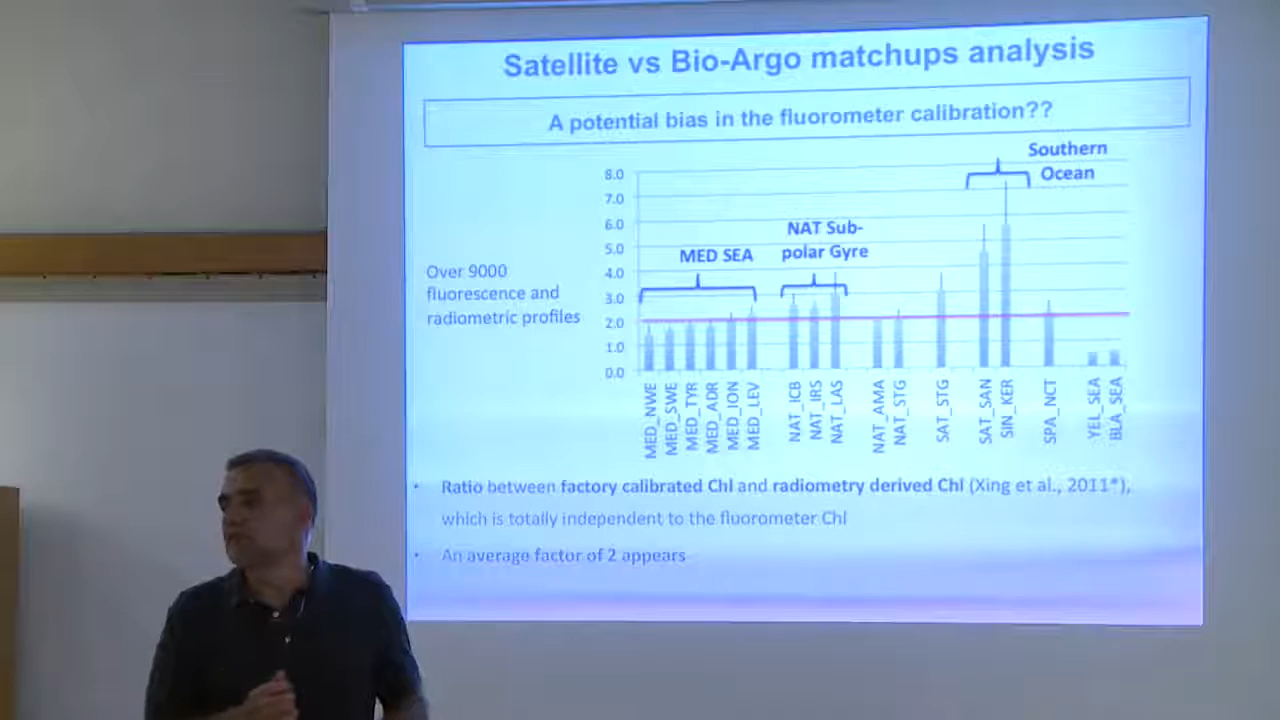 Satellite vs Bio-Argo matchups analysis
A potential bias in the fluorometer calibration??
Southern
Ocean
NAT Sub-
polar Gyre
MED SEA
Over 9000
fluorescence and
radiometric profiles
8.0
7.0
6.0
5.0
4.0
3.0
2.0
1.0
0.0
MED_NWE
MED_SWE
MED_TYR
MED_ADR
MED_ION
MED_LEV
NAT_ICB
NAT_IRS
NAT_LAS
NAT_AMA
NAT_STG
SAT_STG
SAT_SAN
SIN_KER
SPA_NCT
YEL_SEA
BLA_SEA
• Ratio between factory calibrated Chl and radiometry derived Chl (Xing et al., 2011*),
which is totally independent to the fluorometer Chl
• An average factor of 2 appears